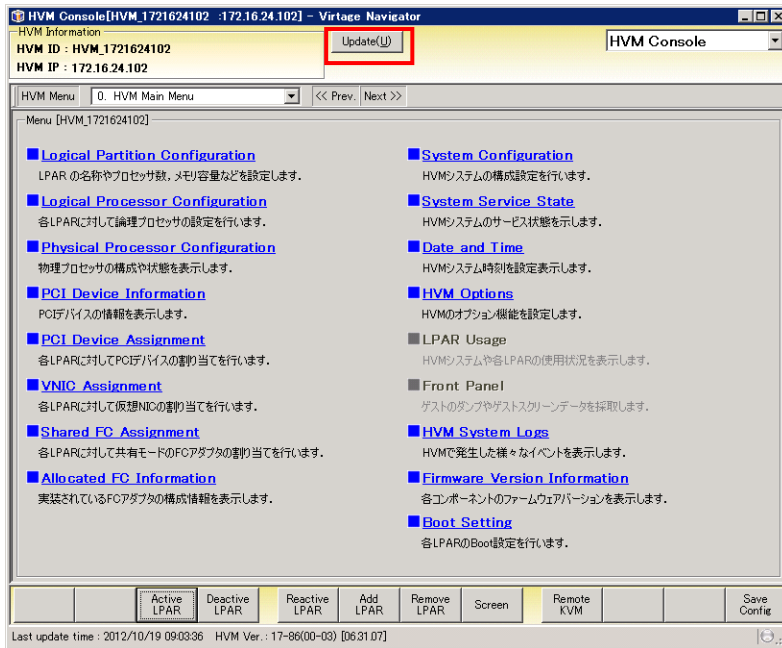 HVM Console[HVM_1721624102 :172.16.24.102] - Virtage Navigator
HVM Information
HVM ID : HVM_1721624102
HVM IP : 172.16.24.102
Update(U)
HVM Console
HVM Menu
0. HVM Main Menu
<< Prev.
Next >>
Menu [HVM_1721624102]
Logical Partition Configuration
LPAR の名称やプロセッサ数, メモリ容量などを設定します.
Logical Processor Configuration
各LPARに対して論理プロセッサの設定を行います.
Physical Processor Configuration
物理プロセッサの構成や状態を表示します.
PCI Device Information
PCIデバイスの情報を表示します.
PCI Device Assignment
各LPARに対してPCIデバイスの割り当てを行います.
VNIC Assignment
各LPARに対して仮想NICの割り当てを行います.
Shared FC Assignment
各LPARに対して共有モードのFCアダプタの割り当てを行います.
Allocated FC Information
実装されているFCアダプタの構成情報を表示します.
System Configuration
HVMシステムの構成設定を行います.
System Service State
HVMシステムのサービス状態を示します.
Date and Time
HVMシステム時刻を設定表示します.
HVM Options
HVMのオプション機能を設定します.
LPAR Usage
HVMシステムや各LPARの使用状況を表示します.
Front Panel
ゲストのダンプやゲストスクリーンデータを採取します.
HVM System Logs
HVMで発生した様々なイベントを表示します.
Firmware Version Information
各コンポーネントのファームウェアバージョンを表示します.
Boot Setting
各LPARのBoot設定を行います.
Active LPAR
Deactive LPAR
Reactive LPAR
Add LPAR
Remove LPAR
Screen
Remote KVM
Save Config
Last update time : 2012/10/19 09:03:36 HVM Ver. : 17-86(00-03) [06.31.07]